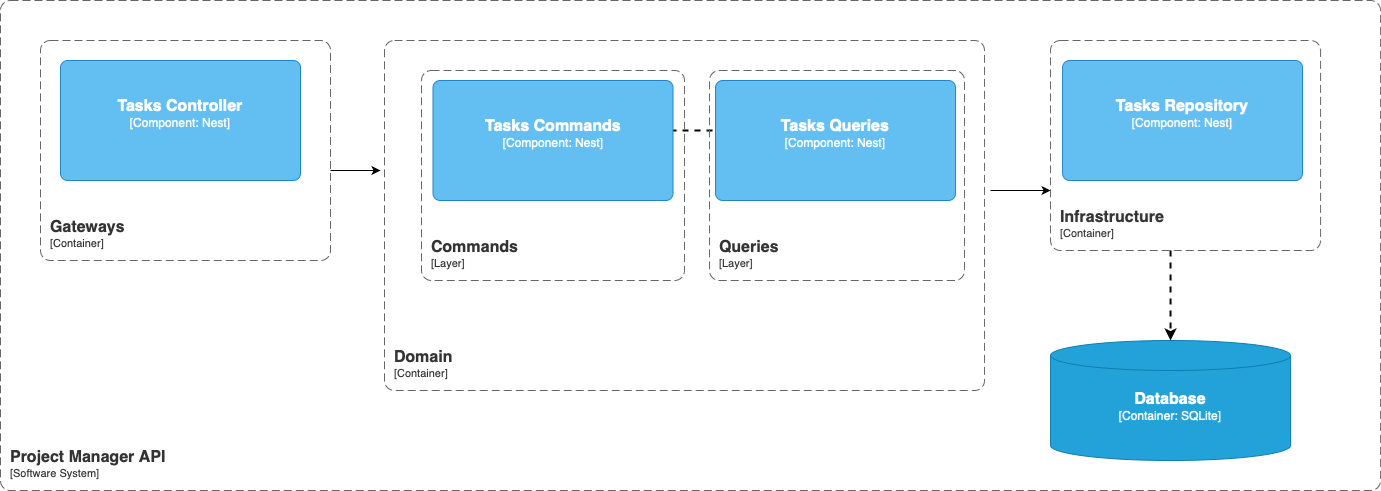 Tasks Controller
[Component: Nest]
Gateways
[Container]
Tasks Commands
[Component: Nest]
Commands
[Layer]
Tasks Queries
[Component: Nest]
Queries
[Layer]
Domain
[Container]
Tasks Repository
[Component: Nest]
Infrastructure
[Container]
Database
[Container: SQLite]
Project Manager API
[Software System]